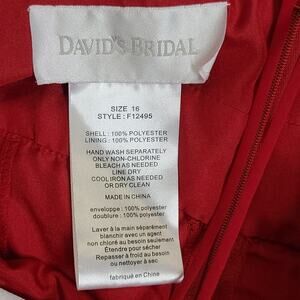 DAVID'S BRIDAL
SIZE 16
STYLE: F12495
SHELL: 100% POLYESTER
LINING: 100% POLYESTER
HAND WASH SEPARATELY
ONLY NON-CHLORINE
BLEACH AS NEEDED
LINE DRY
COOL IRON AS NEEDED
OR DRY CLEAN
MADE IN CHINA
enveloppe: 100% polyester
doublure: 100% polyester
Laver à la main séparement
blanchir avec un agent
non chloré au besoin seulement
Étendre pour sécher
Repasser à froid au besoin
ou nettoyer à sec
fabriqué en Chine